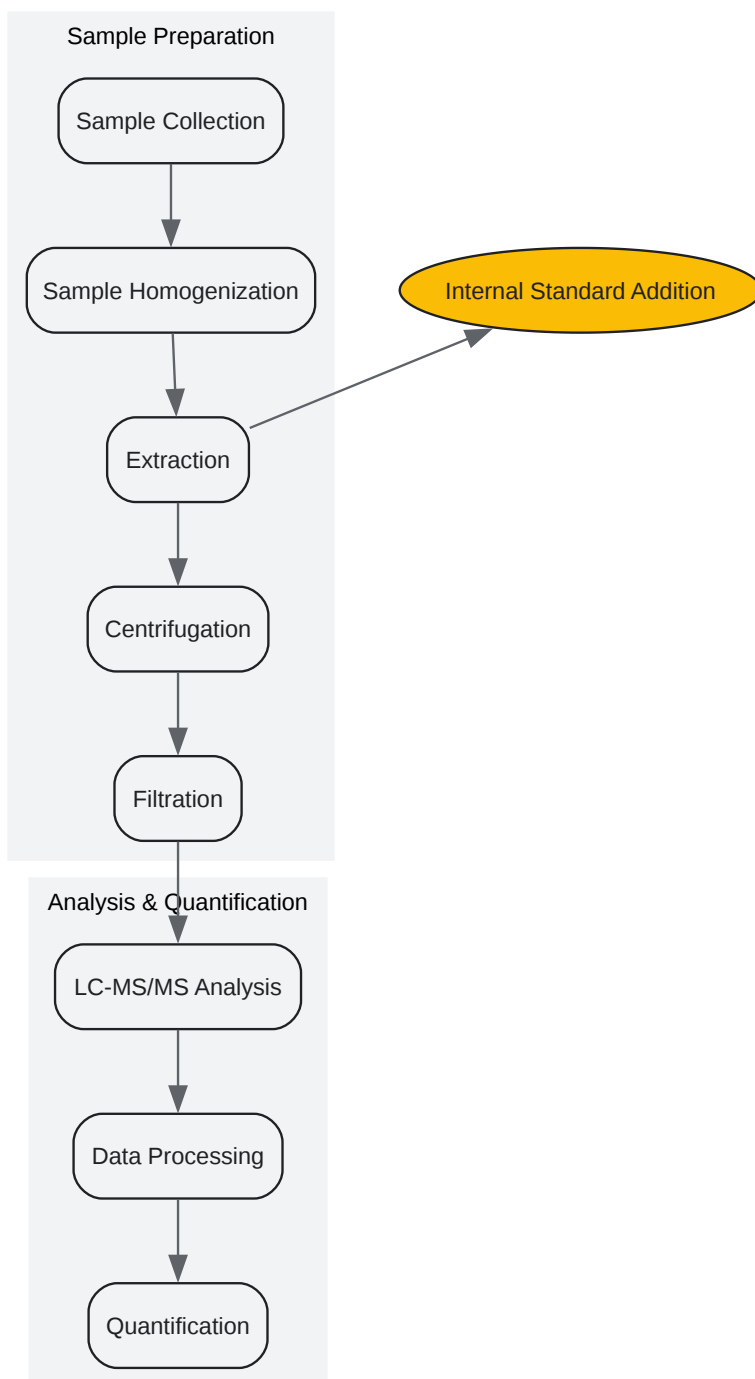 Sample Preparation
Sample Collection
Sample Homogenization
Internal Standard Addition
Extraction
Centrifugation
Filtration
Analysis & Quantification
LC-MS/MS Analysis
Data Processing
Quantification